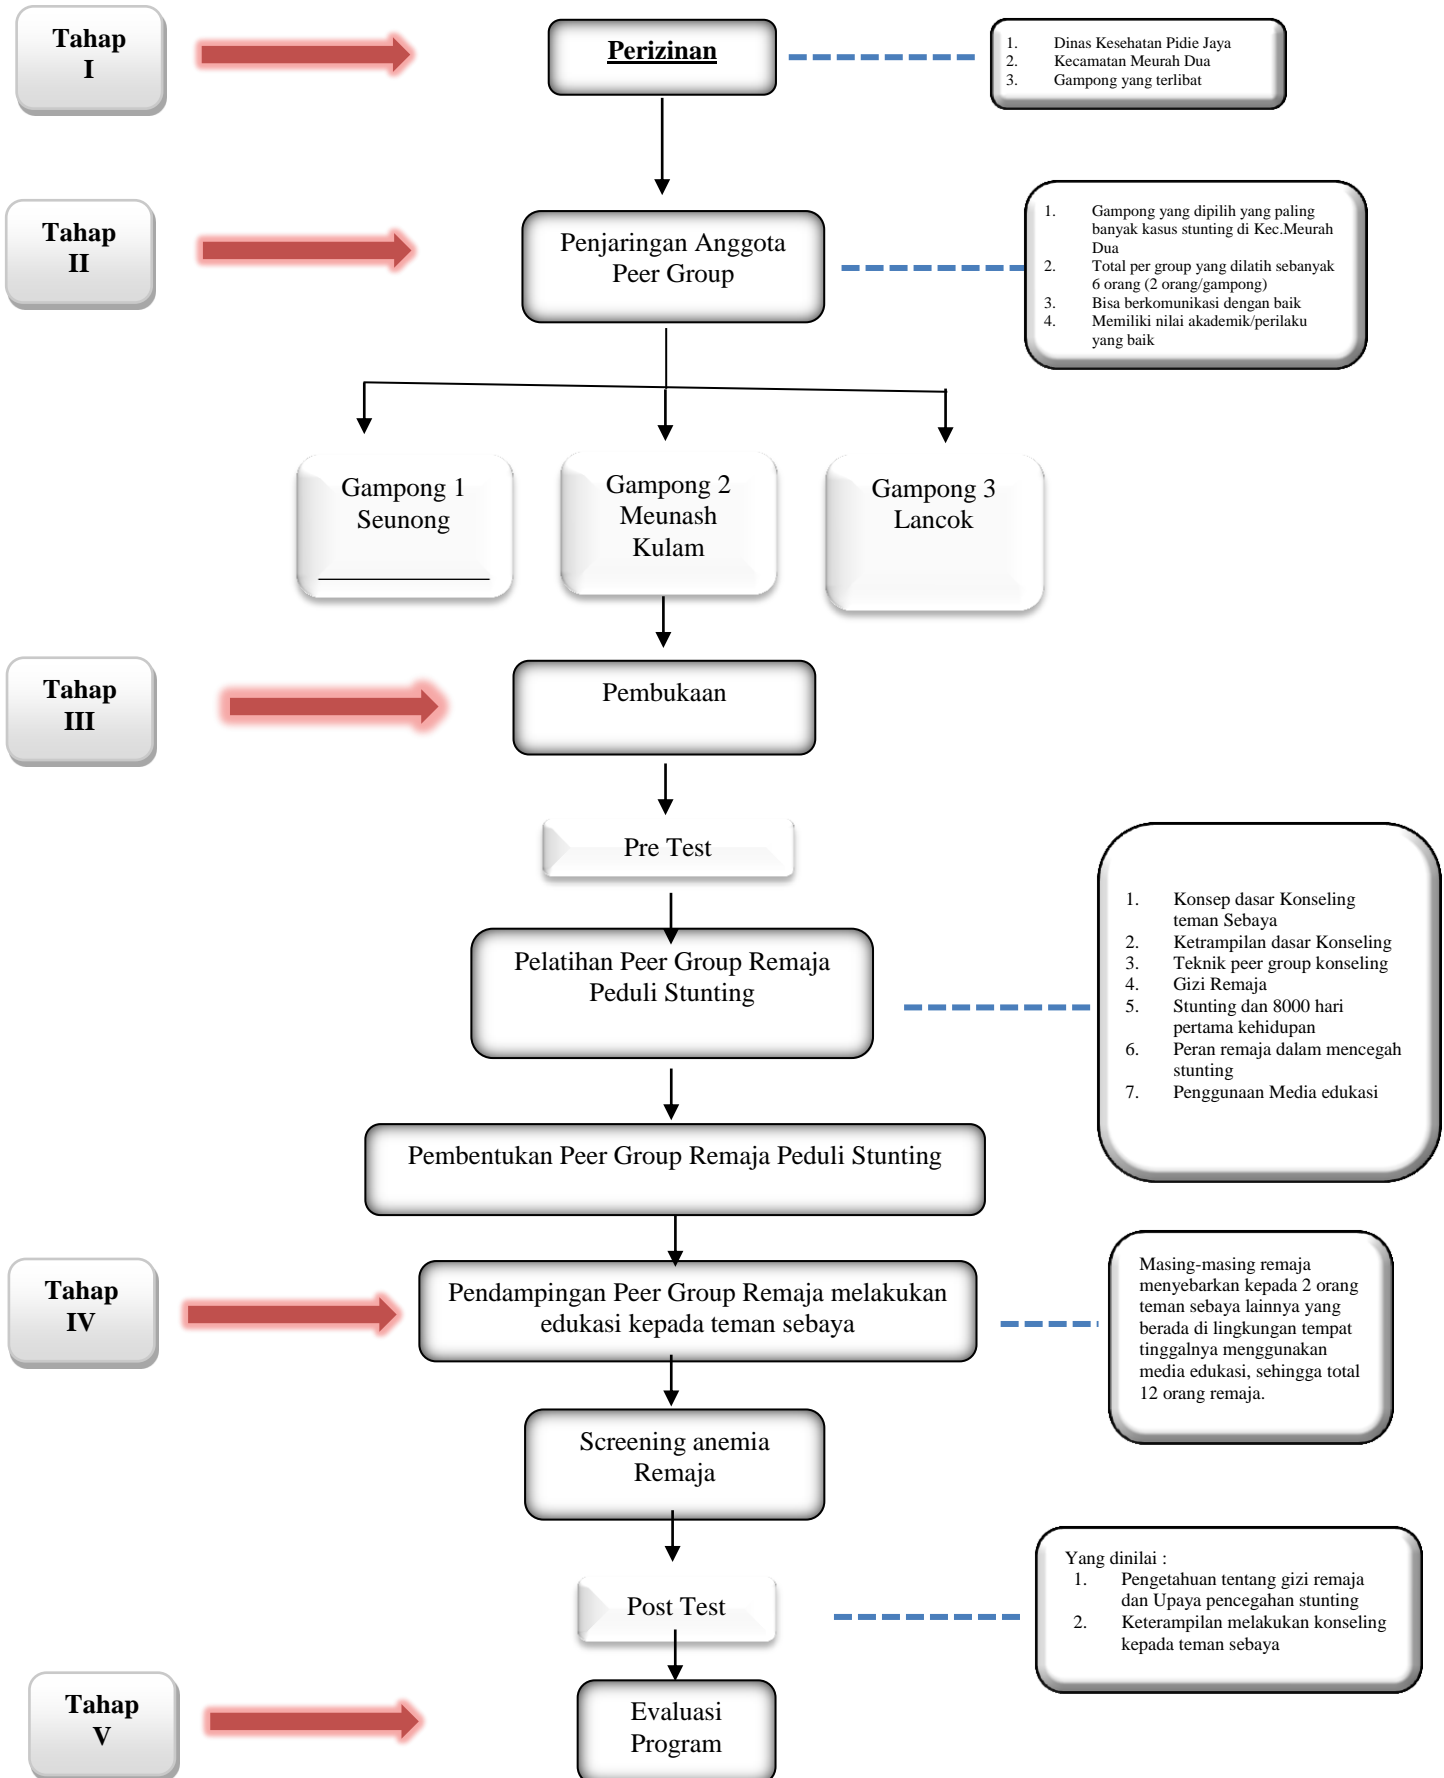 Tahap
I
Perizinan
1. Dinas Kesehatan Pidie Jaya
2. Kecamatan Meurah Dua
3. Gampong yang terlibat
Tahap
II
Penjaringan Anggota
Peer Group
1. Gampong yang dipilih yang paling
banyak kasus stunting di Kec.Meurah
Dua
2. Total per group yang dilatih sebanyak
6 orang (2 orang/gampong)
3. Bisa berkomunikasi dengan baik
4. Memiliki nilai akademik/perilaku
yang baik
Gampong 1
Seunong
Gampong 2
Meunash
Kulam
Gampong 3
Lancok
Tahap
III
Pembukaan
Pre Test
Pelatihan Peer Group Remaja
Peduli Stunting
1. Konsep dasar Konseling
teman Sebaya
2. Ketrampilan dasar Konseling
3. Teknik peer group konseling
4. Gizi Remaja
5. Stunting dan 8000 hari
pertama kehidupan
6. Peran remaja dalam mencegah
stunting
7. Penggunaan Media edukasi
Pembentukan Peer Group Remaja Peduli Stunting
Tahap
IV
Pendampingan Peer Group Remaja melakukan
edukasi kepada teman sebaya
Masing-masing remaja
menyebarkan kepada 2 orang
teman sebaya lainnya yang
berada di lingkungan tempat
tinggalnya menggunakan
media edukasi, sehingga total
12 orang remaja.
Screening anemia
Remaja
Post Test
Yang dinilai :
1. Pengetahuan tentang gizi remaja
dan Upaya pencegahan stunting
2. Keterampilan melakukan konseling
kepada teman sebaya
Tahap
V
Evaluasi
Program